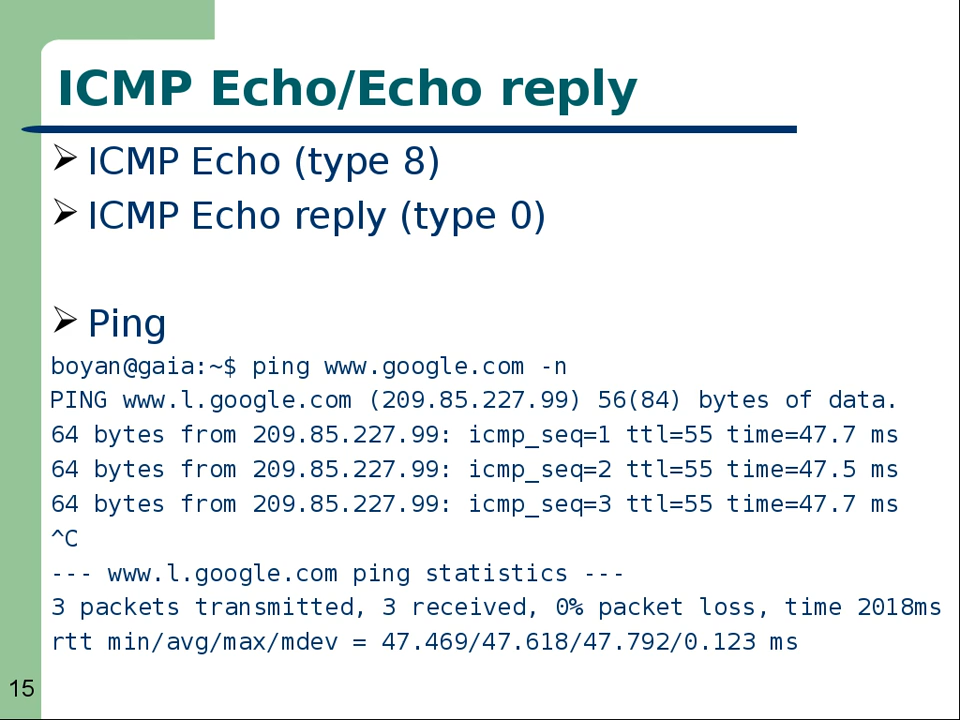 ICMP Echo/Echo reply
ICMP Echo (type 8)
ICMP Echo reply (type 0)
Ping
boyan@gaia:~$ ping www.google.com -n
PING www.l.google.com (209.85.227.99) 56(84) bytes of data.
64 bytes from 209.85.227.99: icmp_seq=1 ttl=55 time=47.7 ms
64 bytes from 209.85.227.99: icmp_seq=2 ttl=55 time=47.5 ms
64 bytes from 209.85.227.99: icmp_seq=3 ttl=55 time=47.7 ms
^C
--- www.l.google.com ping statistics ---
3 packets transmitted, 3 received, 0% packet loss, time 2018ms
rtt min/avg/max/mdev = 47.469/47.618/47.792/0.123 ms
15